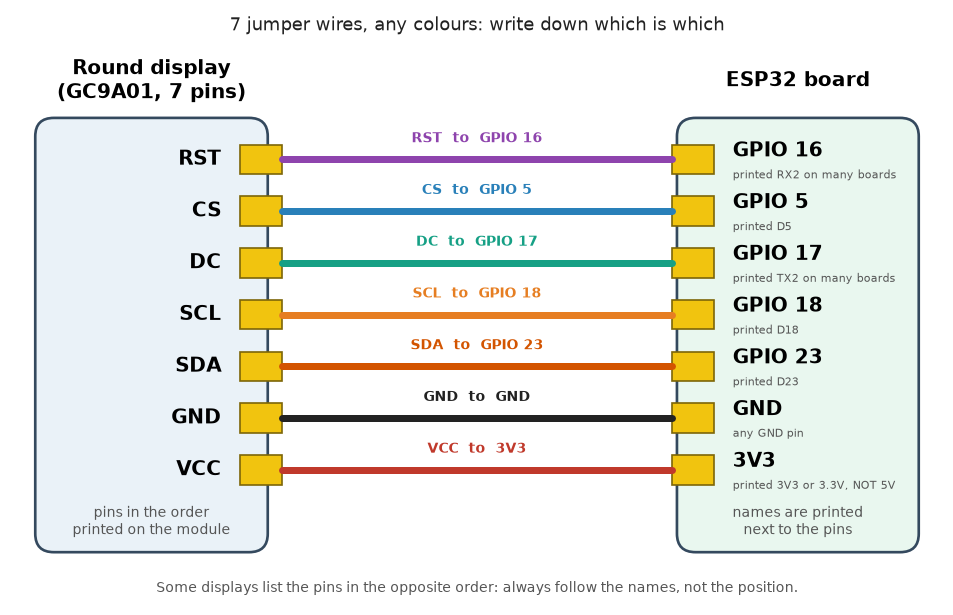 7 jumper wires, any colours: write down which is which
Round display
(GC9A01, 7 pins)
ESP32 board
RST
RST to GPIO 16
GPIO 16
printed RX2 on many boards
CS
CS to GPIO 5
GPIO 5
printed D5
DC
DC to GPIO 17
GPIO 17
printed TX2 on many boards
SCL
SCL to GPIO 18
GPIO 18
printed D18
SDA
SDA to GPIO 23
GPIO 23
printed D23
GND
GND to GND
GND
any GND pin
VCC
VCC to 3V3
3V3
printed 3V3 or 3.3V, NOT 5V
pins in the order
printed on the module
names are printed
next to the pins
Some displays list the pins in the opposite order: always follow the names, not the position.